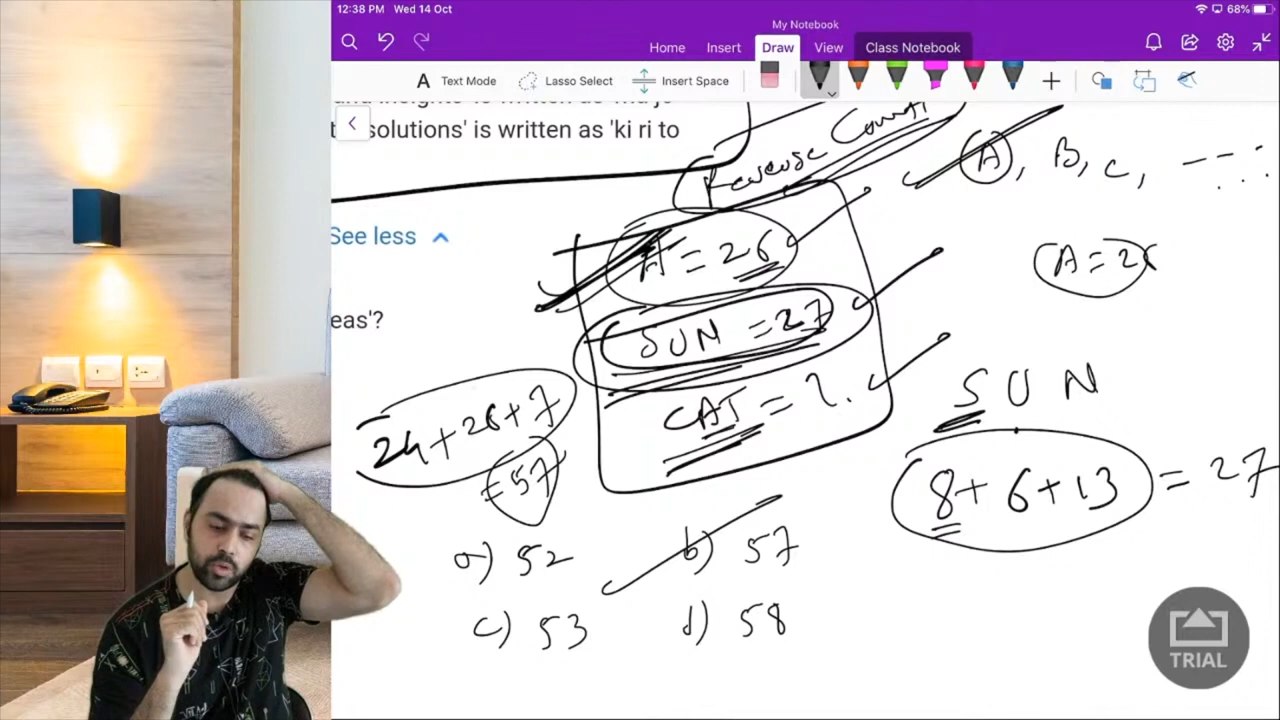 12:38 PM Wed 14 Oct
68%
My Notebook
Home Insert Draw View Class Notebook
A Text Mode Lasso Select Insert Space
solutions' is written as 'ki ri to
Reverse
(A), B, C, ---
See less
A = 26
(A = 26
eas'?
SUN = 27
SUN
CAT = ?
24 + 26 + 7
= 57
8 + 6 + 13 = 27
a) 52
b) 57
c) 53
d) 58
TRIAL